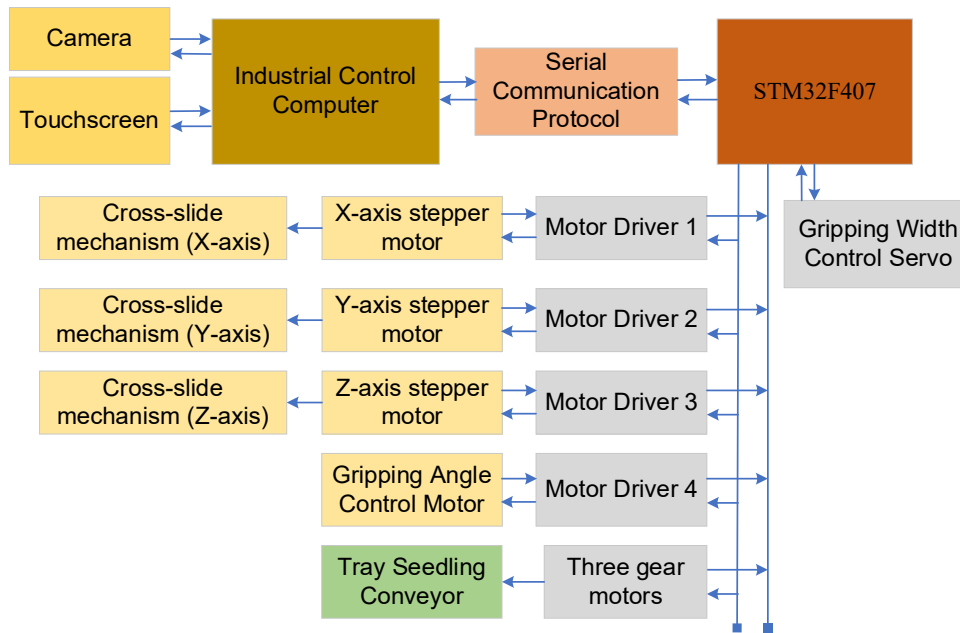 Camera
Touchscreen
Industrial Control
Computer
Serial
Communication
Protocol
STM32F407
Cross-slide
mechanism (X-axis)
X-axis stepper
motor
Motor Driver 1
Gripping Width
Control Servo
Cross-slide
mechanism (Y-axis)
Y-axis stepper
motor
Motor Driver 2
Cross-slide
mechanism (Z-axis)
Z-axis stepper
motor
Motor Driver 3
Gripping Angle
Control Motor
Motor Driver 4
Tray Seedling
Conveyor
Three gear
motors